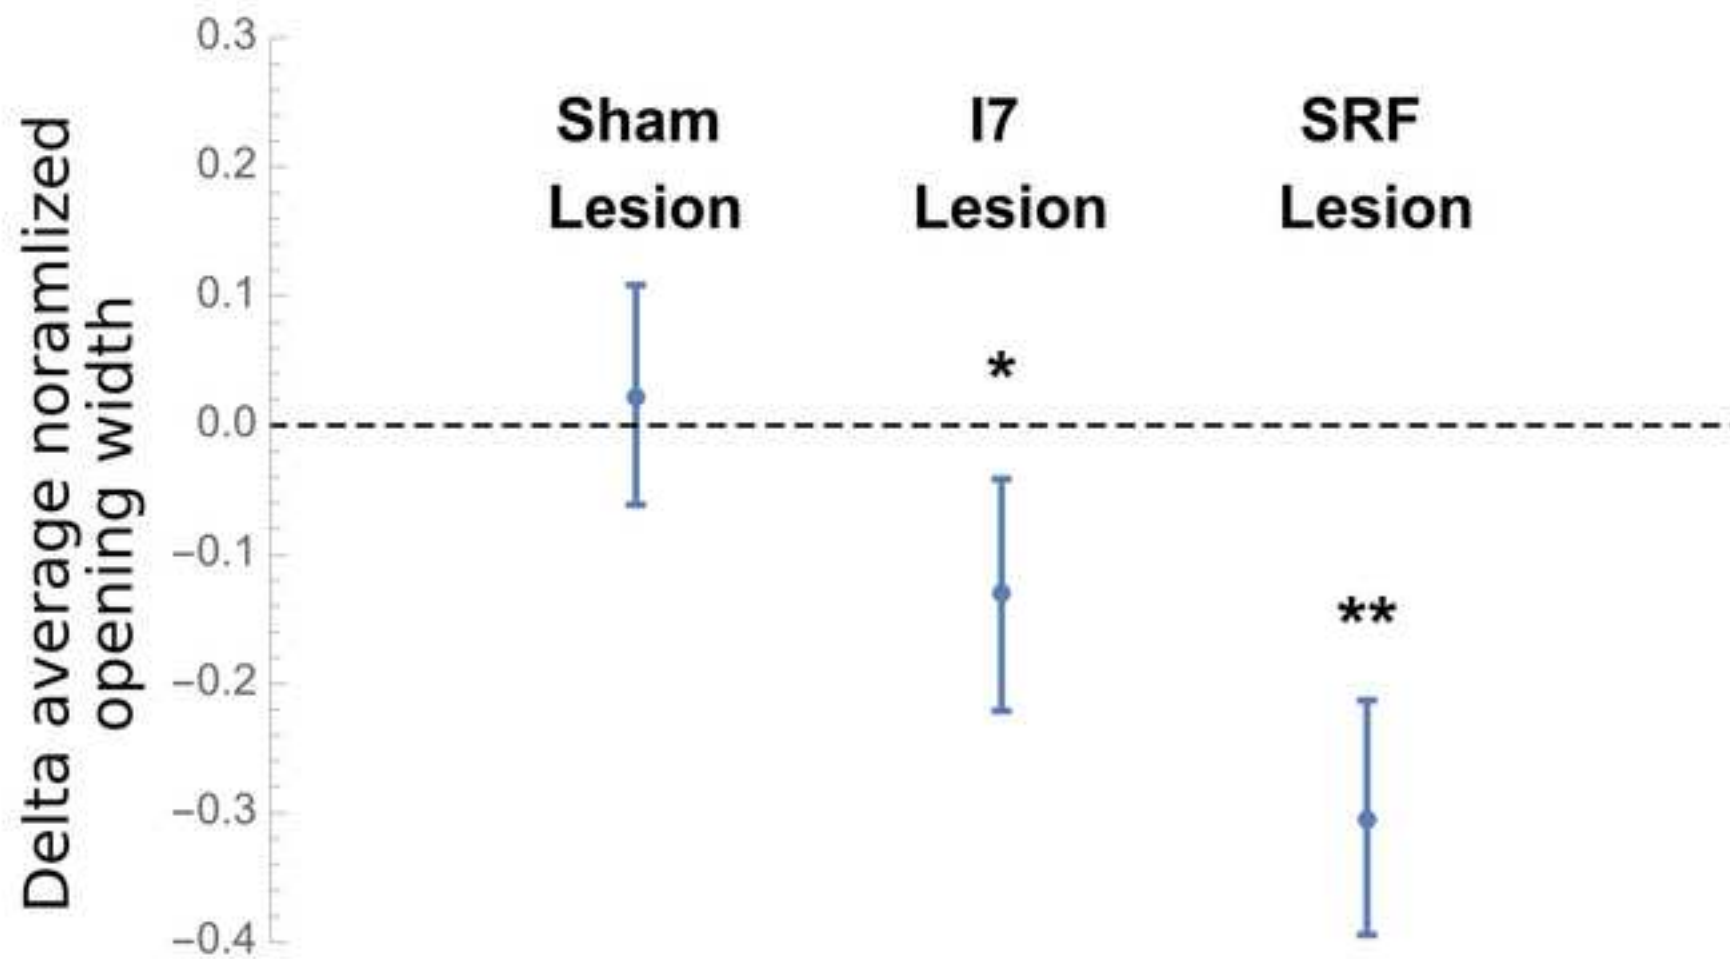 Delta average noramlized
opening width
0.3
0.2
0.1
0.0
−0.1
−0.2
−0.3
−0.4
Sham
Lesion
I7
Lesion
*
SRF
Lesion
**